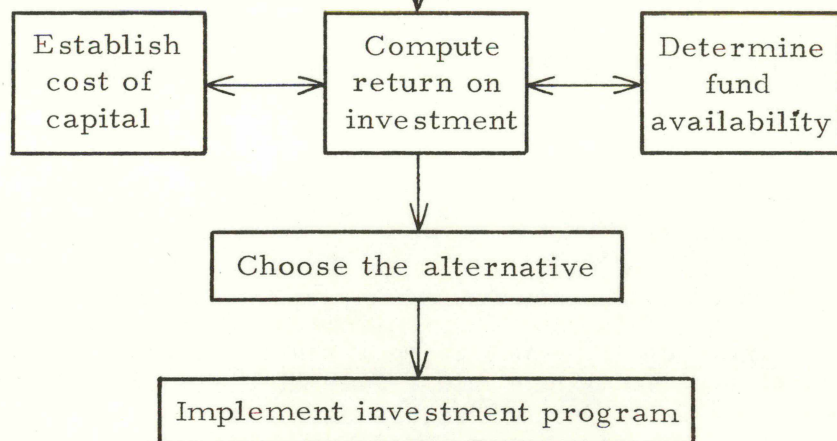 Establish
cost of
capital
Compute
return on
investment
Determine
fund
availability
Choose the alternative
Implement investment program